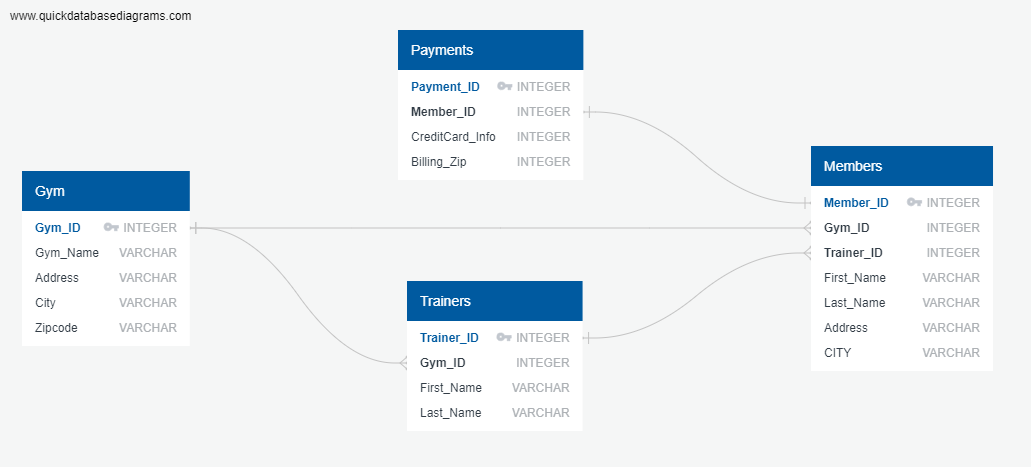 www.quickdatabasediagrams.com
Payments
Payment_ID INTEGER
Member_ID INTEGER
CreditCard_Info INTEGER
Billing_Zip INTEGER
Members
Member_ID INTEGER
Gym_ID INTEGER
Trainer_ID INTEGER
First_Name VARCHAR
Last_Name VARCHAR
Address VARCHAR
CITY VARCHAR
Gym
Gym_ID INTEGER
Gym_Name VARCHAR
Address VARCHAR
City VARCHAR
Zipcode VARCHAR
Trainers
Trainer_ID INTEGER
Gym_ID INTEGER
First_Name VARCHAR
Last_Name VARCHAR